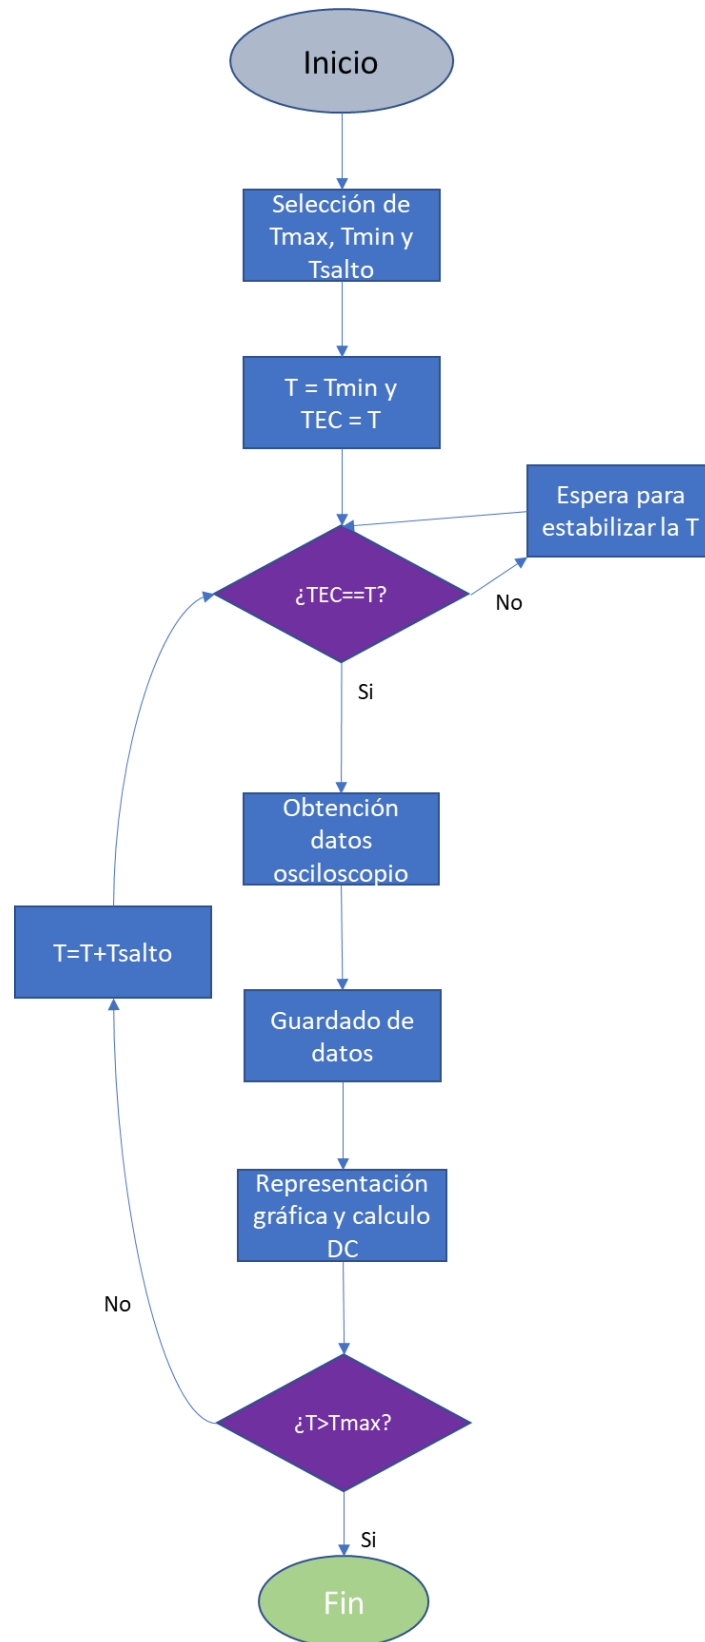 Inicio
Selección de
Tmax, Tmin y
Tsalto
T = Tmin y
TEC = T
Espera para
estabilizar la T
¿TEC==T?
No
Si
Obtención
datos
osciloscopio
T=T+Tsalto
Guardado de
datos
Representación
gráfica y calculo
DC
No
¿T>Tmax?
Si
Fin